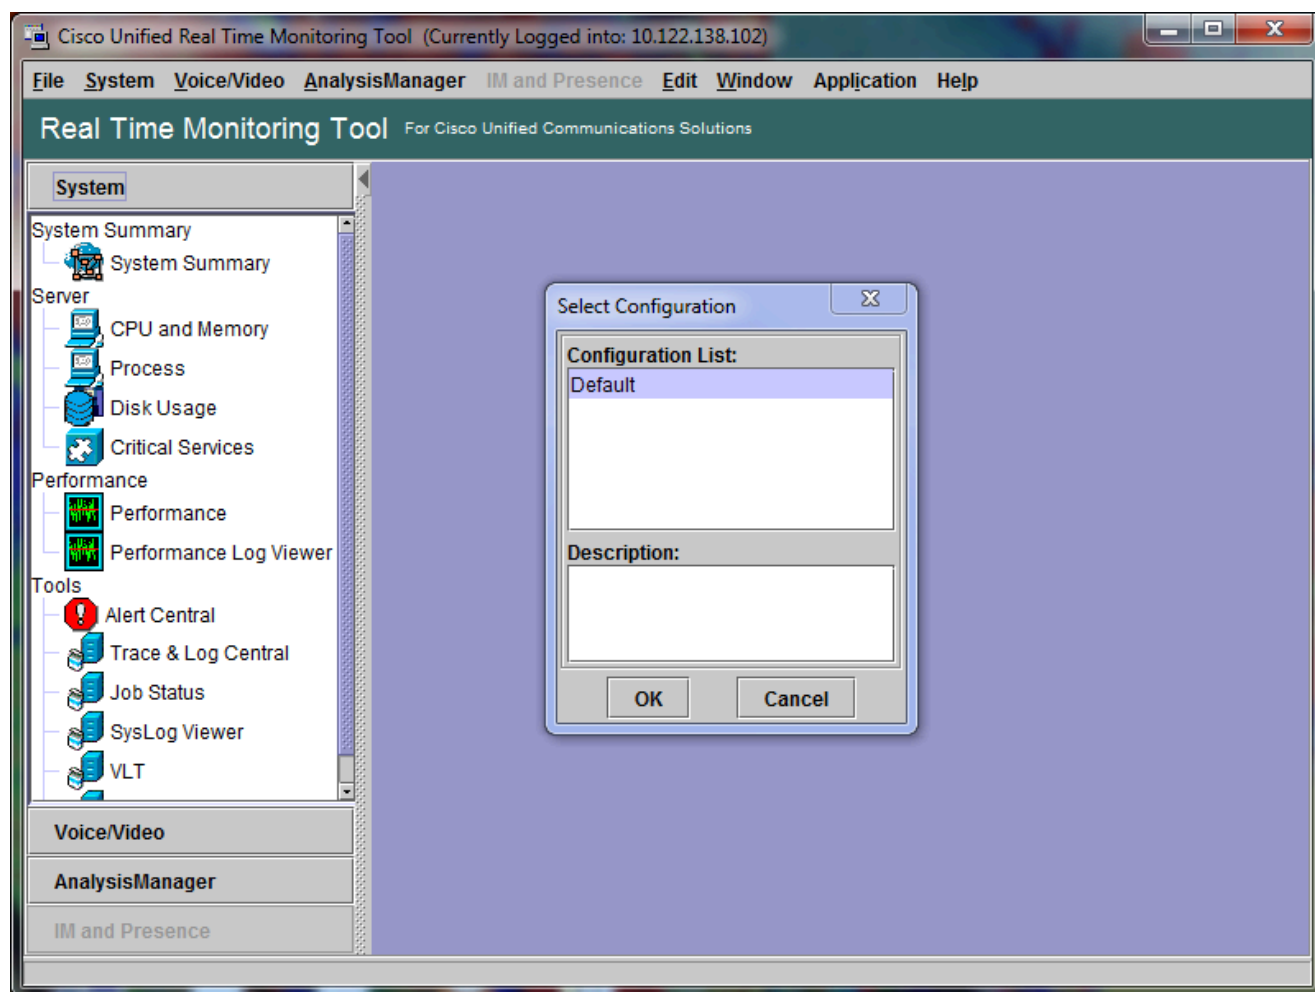 Cisco Unified Real Time Monitoring Tool (Currently Logged into: 10.122.138.102)
File System Voice/Video AnalysisManager IM and Presence Edit Window Application Help
Real Time Monitoring Tool For Cisco Unified Communications Solutions
System
System Summary
System Summary
Server
CPU and Memory
Process
Disk Usage
Critical Services
Performance
Performance
Performance Log Viewer
Tools
Alert Central
Trace & Log Central
Job Status
SysLog Viewer
VLT
Voice/Video
AnalysisManager
IM and Presence
Select Configuration
Configuration List:
Default
Description:
OK Cancel